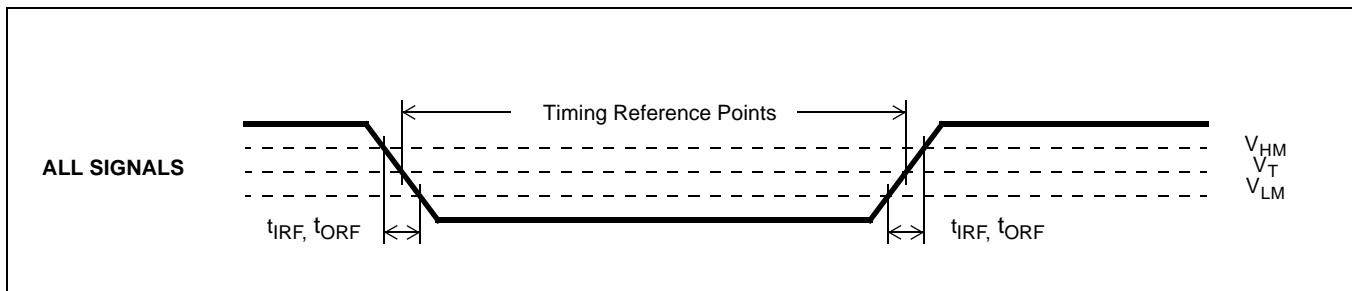 Timing Reference Points
V_HM
ALL SIGNALS
V_T
V_LM
t_IRF, t_ORF
t_IRF, t_ORF